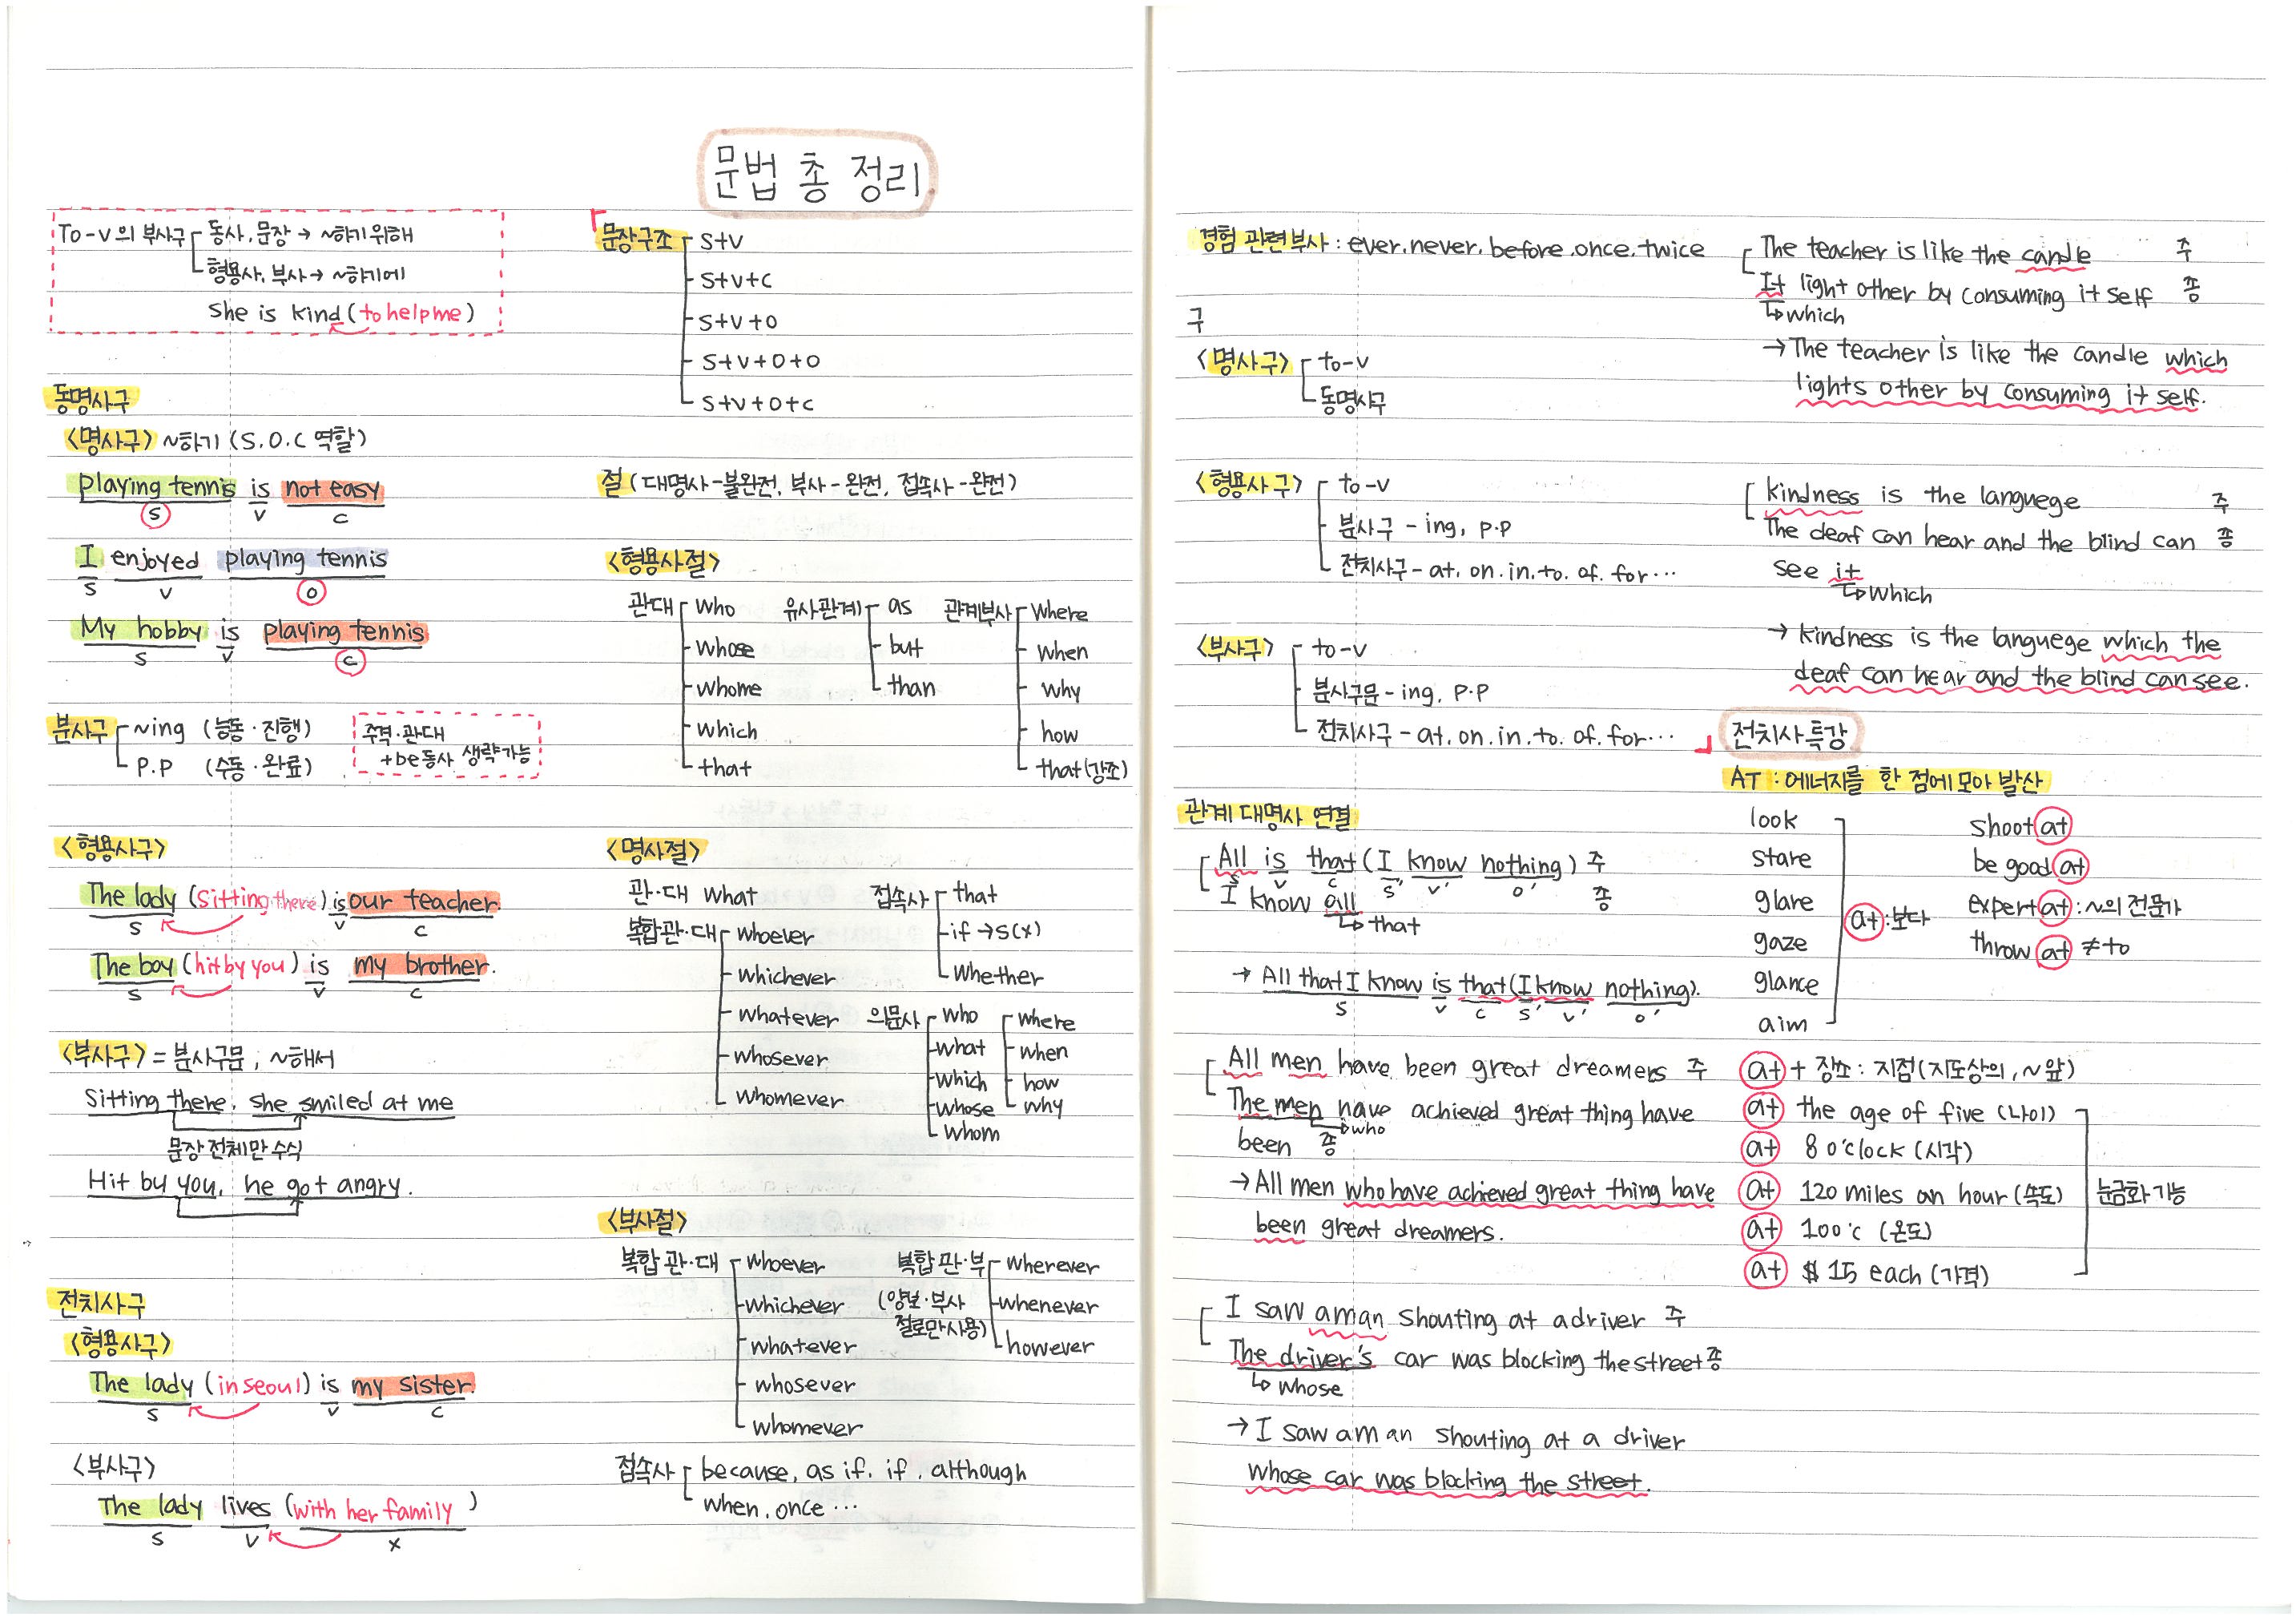 문법 총 정리
To-v의 부사구 동사, 문장 → ~하기 위해
형용사, 부사 → ~하기에
She is kind (to help me)
동명사구
<명사구> ~하기 (S.O.C 역할)
playing tennis is not easy
S V C
I enjoyed playing tennis
S V O
My hobby is playing tennis
S V C
분사구 ~ing (능동·진행)
P.P (수동·완료)
주격·관대
+be동사 생략가능
<형용사구>
The lady (sitting there) is our teacher.
S V C
The boy (hit by you) is my brother.
S V C
<부사구> = 분사구문, ~해서
Sitting there, she smiled at me
문장 전체만 수식
Hit by you, he got angry.
전치사구
<형용사구>
The lady (in seoul) is my sister.
S V C
<부사구>
The lady lives (with her family)
S V X
문장구조 S+V
S+V+C
S+V+O
S+V+O+O
S+V+O+C
절 (대명사-불완전, 부사-완전, 접속사-완전)
<형용사절>
관대 who
whose
whome
which
that
유사관계 as
but
than
관계부사 where
when
why
how
that(강조)
<명사절>
관·대 what
복합관·대 whoever
whichever
whatever
whosever
whomever
접속사 that
if →S(X)
whether
의문사 who
what
which
whose
whom
where
when
how
why
<부사절>
복합 관·대 whoever
whichever
whatever
whosever
whomever
복합 관·부 wherever
(양보·부사 whenever
절로만 사용) however
접속사 because, as if, if, although
when, once ...
경험 관련부사 : ever, never, before, once, twice
구
<명사구> to-v
동명사구
<형용사구> to-v
분사구 - ing, p.p
전치사구 - at, on, in, to, of, for ...
<부사구> to-v
분사구문 - ing, P.P
전치사구 - at, on, in, to, of, for ...
관계 대명사 연결
All is that (I know nothing) 주
S V C S' V' O'
I know all 종
↳ that
→ All that I know is that (I know nothing).
S V C S' V' O'
All men have been great dreamers 주
The men have achieved great thing have
→ who
been 종
→ All men who have achieved great thing have
been great dreamers.
I saw a man shouting at a driver 주
The driver's car was blocking the street 종
↳ whose
→ I saw a man shouting at a driver
whose car was blocking the street.
The teacher is like the candle 주
It light other by consuming it self 종
↳ which
→ The teacher is like the candle which
lights other by consuming it self.
kindness is the languege 주
The deaf can hear and the blind can 종
see it
↳ which
→ kindness is the languege which the
deaf can hear and the blind can see.
전치사 특강
AT : 에너지를 한 점에 모아 발산
look
stare
glare
gaze
glance
aim
at : 보다
shoot at
be good at
expert at : ~의 전문가
throw at ≠ to
at + 장소 : 지점 (지도상의, ~앞)
at the age of five (나이)
at 8 o'clock (시각)
at 120 miles an hour (속도)
at 100℃ (온도)
at $ 15 each (가격)
눈금화 가능